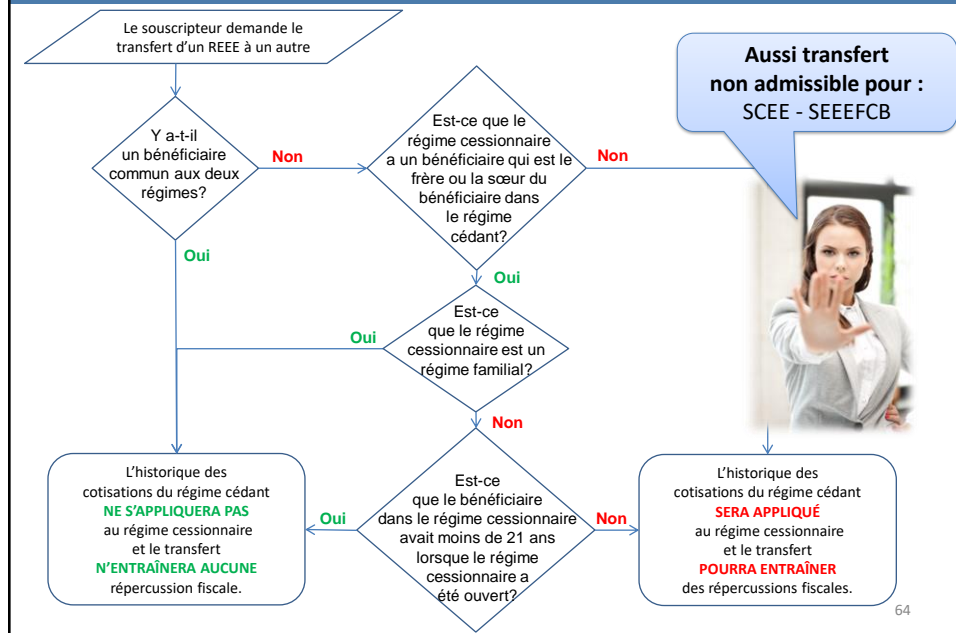 Le souscripteur demande le
transfert d'un REEE à un autre
Aussi transfert
non admissible pour :
SCEE - SEEEFCB
Y a-t-il
un bénéficiaire
commun aux deux
régimes?
Non
Est-ce que le
régime cessionnaire
a un bénéficiaire qui est le
frère ou la sœur du
bénéficiaire dans
le régime
cédant?
Non
Oui
Oui
Est-ce
que le régime
cessionnaire est un
régime familial?
Oui
Non
L'historique des
cotisations du régime cédant
NE S'APPLIQUERA PAS
au régime cessionnaire
et le transfert
N'ENTRAÎNERA AUCUNE
répercussion fiscale.
Oui
Est-ce
que le bénéficiaire
dans le régime cessionnaire
avait moins de 21 ans
lorsque le régime
cessionnaire a
été ouvert?
Non
L'historique des
cotisations du régime cédant
SERA APPLIQUÉ
au régime cessionnaire
et le transfert
POURRA ENTRAÎNER
des répercussions fiscales.
64